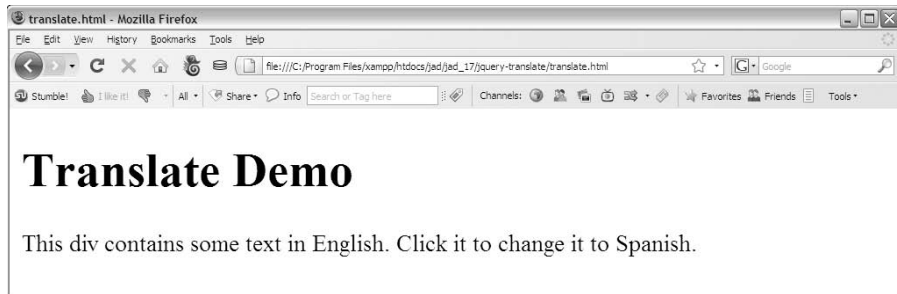 translate.html - Mozilla Firefox
File Edit View History Bookmarks Tools Help
file:///C:/Program Files/xampp/htdocs/jad/jad_17/jquery-translate/translate.html G Google
Stumble! I like it! All Share Info Search or Tag here Channels: Favorites Friends Tools
Translate Demo
This div contains some text in English. Click it to change it to Spanish.